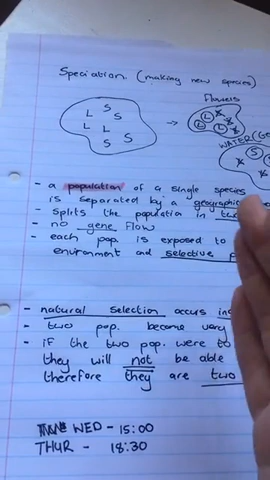 Speciation. (making new species)
Flowers
L S
S
L
L L S
S
L
L L
WATER
S
- a population of a single species
is separated by a geographic
- splits the population in
- no gene flow
- each pop. is exposed to
environment and selective
- natural selection occurs
- two pop. become very
- if the two pop. were to
they will not be able
therefore they are two
WED - 15:00
THUR - 18:30